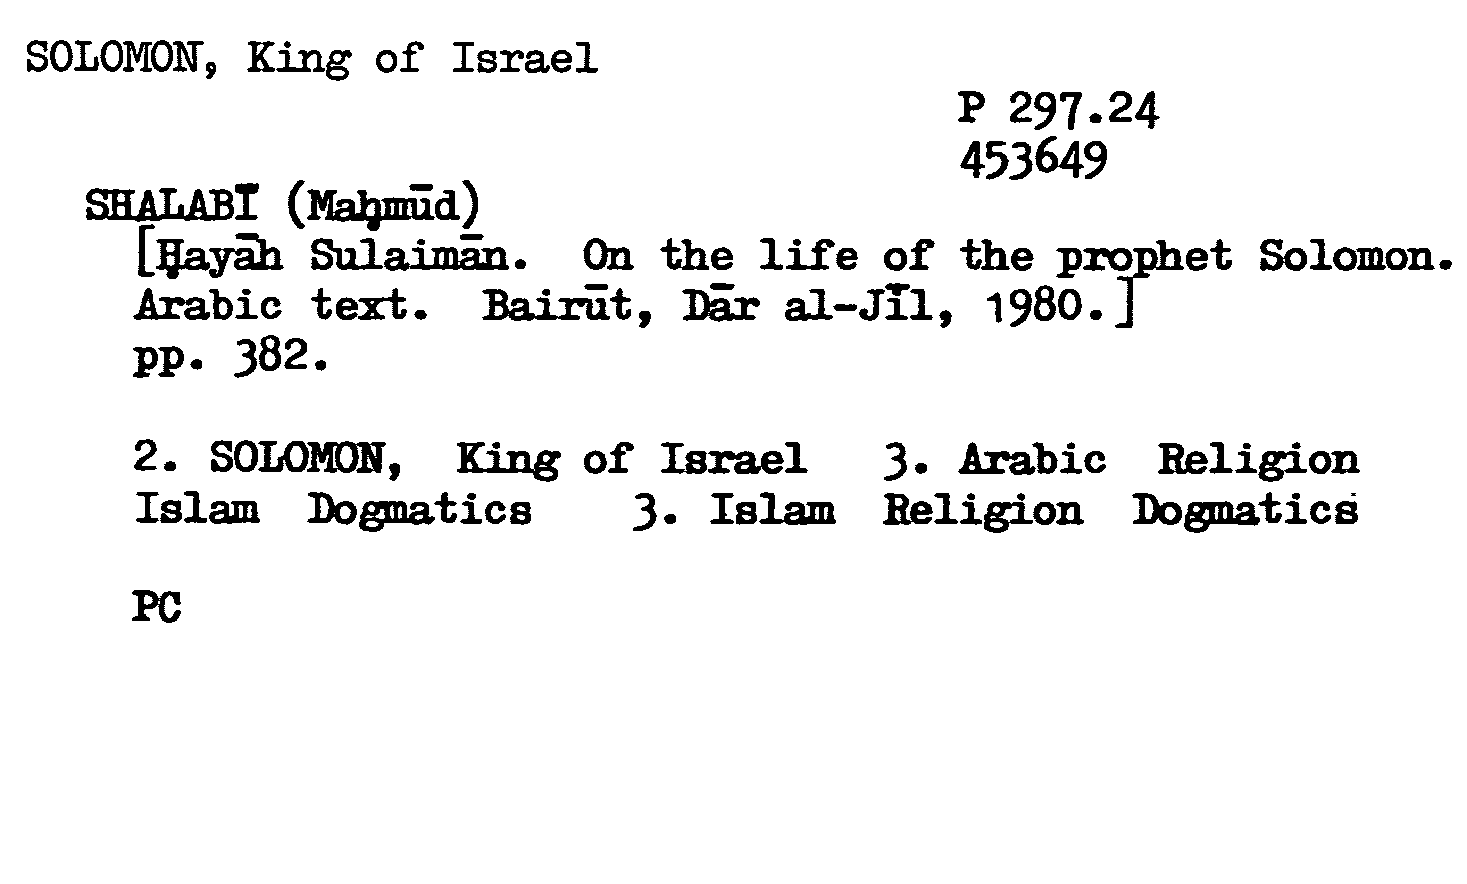 SOLOMON, King of Israel
P 297.24
453649
SHALABĪ (Maḥmūd)
[Ḥayāh Sulaimān. On the life of the prophet Solomon.
Arabic text. Bairūt, Dār al-Jīl, 1980.]
pp. 382.
2. SOLOMON, King of Israel 3. Arabic Religion
Islam Dogmatics 3. Islam Religion Dogmatics
PC